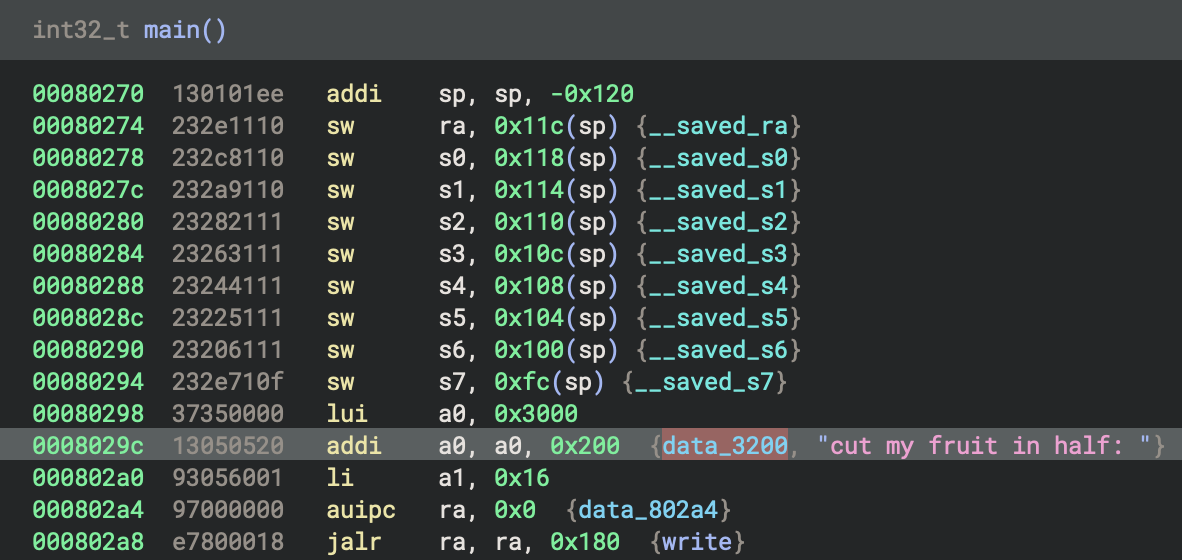 int32_t main()
00080270 130101ee addi sp, sp, -0x120
00080274 232e1110 sw ra, 0x11c(sp) {__saved_ra}
00080278 232c8110 sw s0, 0x118(sp) {__saved_s0}
0008027c 232a9110 sw s1, 0x114(sp) {__saved_s1}
00080280 23282111 sw s2, 0x110(sp) {__saved_s2}
00080284 23263111 sw s3, 0x10c(sp) {__saved_s3}
00080288 23244111 sw s4, 0x108(sp) {__saved_s4}
0008028c 23225111 sw s5, 0x104(sp) {__saved_s5}
00080290 23206111 sw s6, 0x100(sp) {__saved_s6}
00080294 232e710f sw s7, 0xfc(sp) {__saved_s7}
00080298 37350000 lui a0, 0x3000
0008029c 13050520 addi a0, a0, 0x200 {data_3200, "cut my fruit in half: "}
000802a0 93056001 li a1, 0x16
000802a4 97000000 auipc ra, 0x0 {data_802a4}
000802a8 e7800018 jalr ra, ra, 0x180 {write}